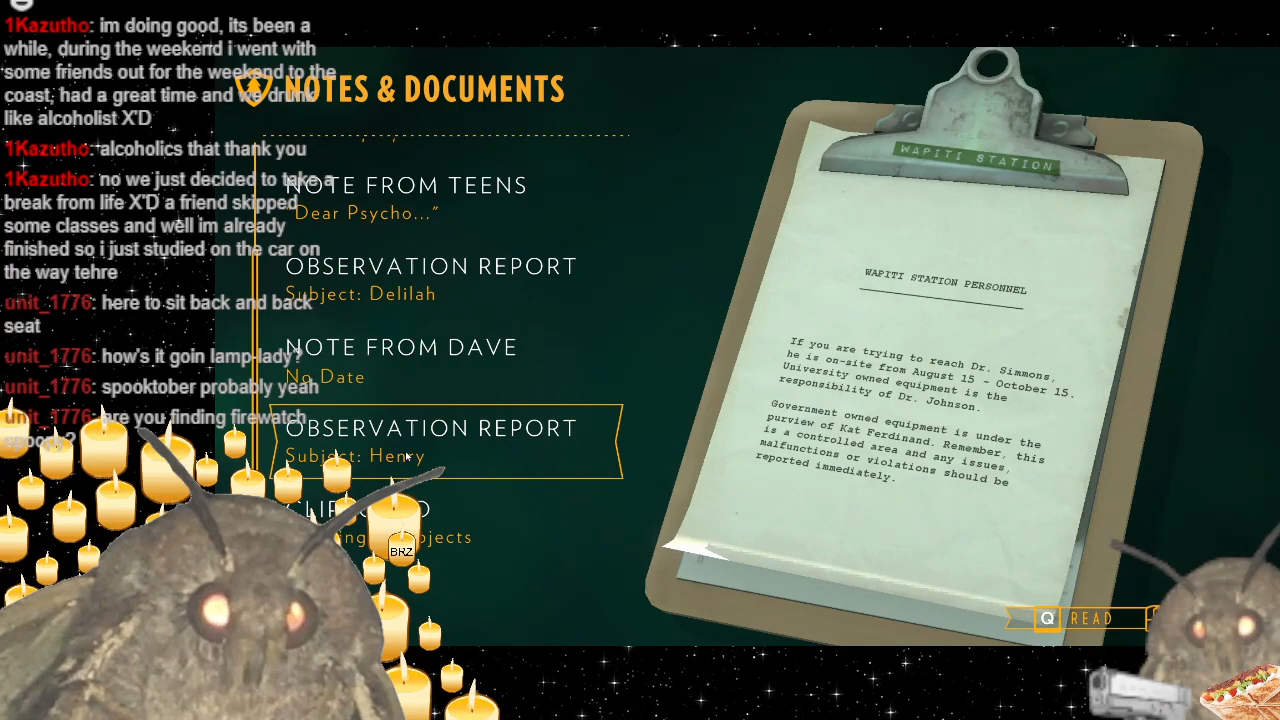 1Kazutho: im doing good, its been a
while, during the weekend i went with
some friends out for the weekend to the
coast, had a great time and we drunk
like alcoholist X'D
1Kazutho: alcoholics that thank you
1Kazutho: no we just decided to take a
break from life X'D a friend skipped
some classes and well im already
finished so i just studied on the car on
the way tehre
unit_1776: here to sit back and back
seat
unit_1776: how's it goin lamp-lady?
unit_1776: spooktober probably yeah
unit_1776: are you finding firewatch
spoopy?
NOTES & DOCUMENTS
NOTE FROM TEENS
"Dear Psycho..."
OBSERVATION REPORT
Subject: Delilah
NOTE FROM DAVE
No Date
OBSERVATION REPORT
Subject: Henry
BRZ
WAPITI STATION
WAPITI STATION PERSONNEL
If you are trying to reach Dr. Simmons,
he is on-site from August 15 - October 15.
University owned equipment is the
responsibility of Dr. Johnson.
Government owned equipment is under the
purview of Kat Ferdinand. Remember, this
is a controlled area and any issues,
malfunctions or violations should be
reported immediately.
Q READ